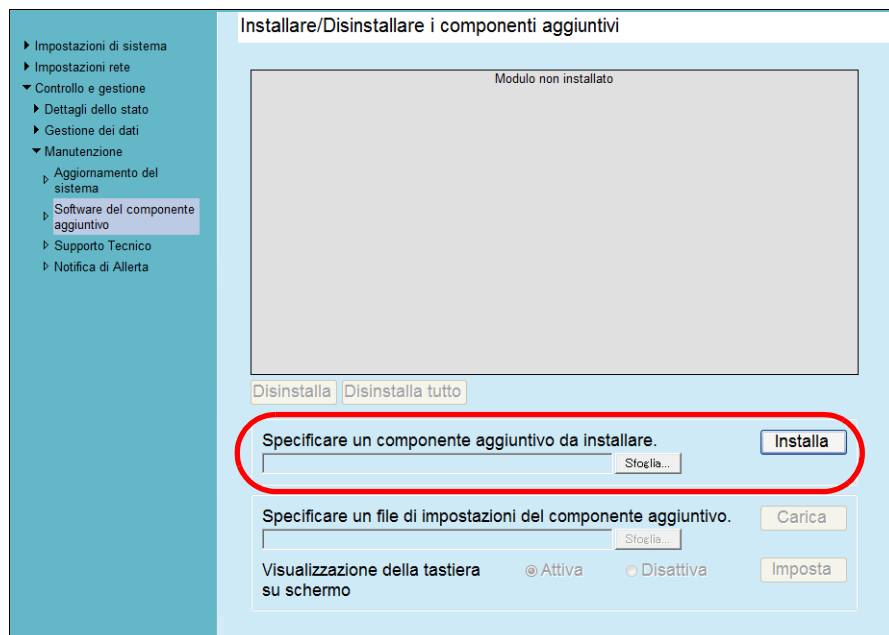 Installare/Disinstallare i componenti aggiuntivi
Impostazioni di sistema
Impostazioni rete
Controllo e gestione
Dettagli dello stato
Gestione dei dati
Manutenzione
Aggiornamento del
sistema
Software del componente
aggiuntivo
Supporto Tecnico
Notifica di Allerta
Modulo non installato
Disinstalla Disinstalla tutto
Specificare un componente aggiuntivo da installare. Installa
Sfoglia...
Specificare un file di impostazioni del componente aggiuntivo. Carica
Sfoglia...
Visualizzazione della tastiera Attiva Disattiva Imposta
su schermo